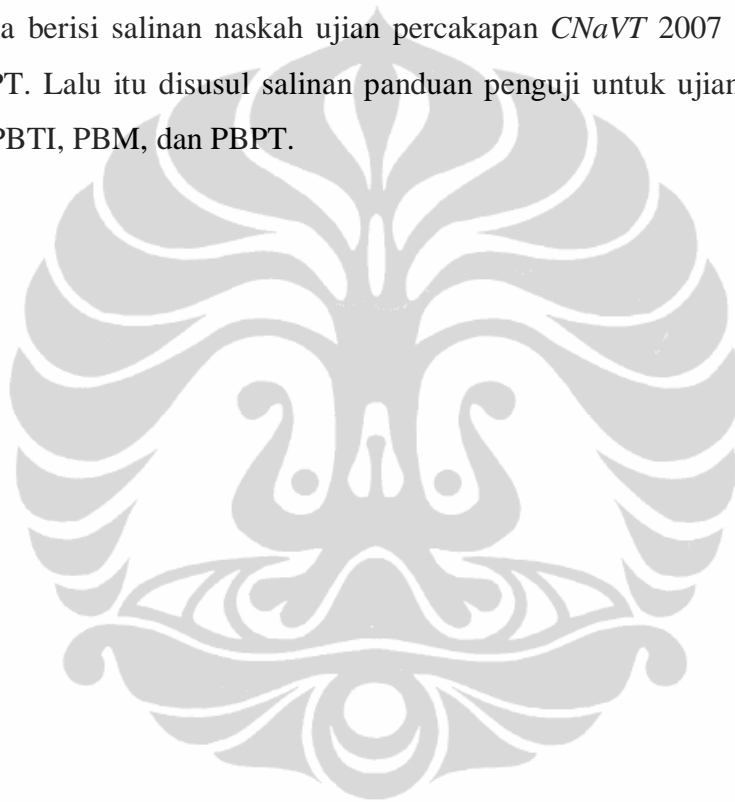 a berisi salinan naskah ujian percakapan CNaVT 2007
PT. Lalu itu disusul salinan panduan penguji untuk ujian
PBTI, PBM, dan PBPT.